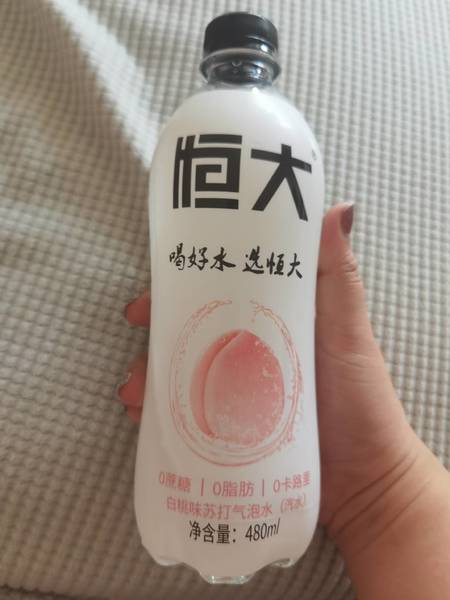 恒大
喝好水 选恒大
0蔗糖 | 0脂肪 | 0卡路里
白桃味苏打气泡水（汽水）
净含量：480ml